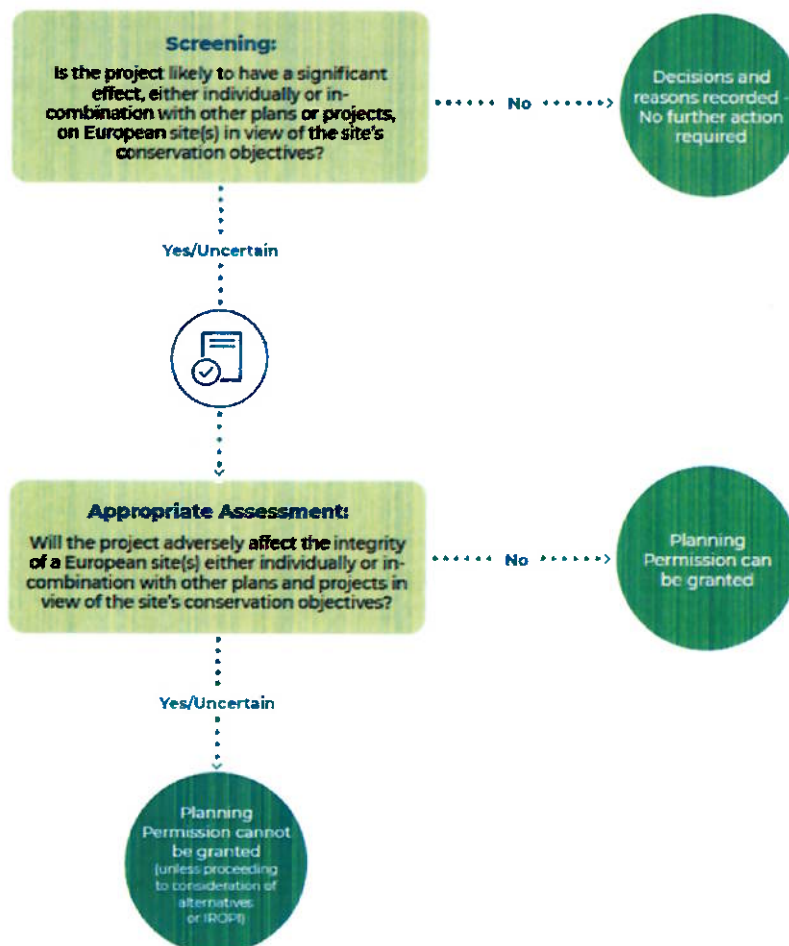 Screening:
Is the project likely to have a significant
effect, either individually or in-
combination with other plans or projects,
on European site(s) in view of the site's
conservation objectives?
No
Decisions and
reasons recorded -
No further action
required
Yes/Uncertain
Appropriate Assessment:
Will the project adversely affect the integrity
of a European site(s) either individually or in-
combination with other plans and projects in
view of the site's conservation objectives?
No
Planning
Permission can
be granted
Yes/Uncertain
Planning
Permission cannot
be granted
(unless proceeding
to consideration of
alternatives
or IROPI)